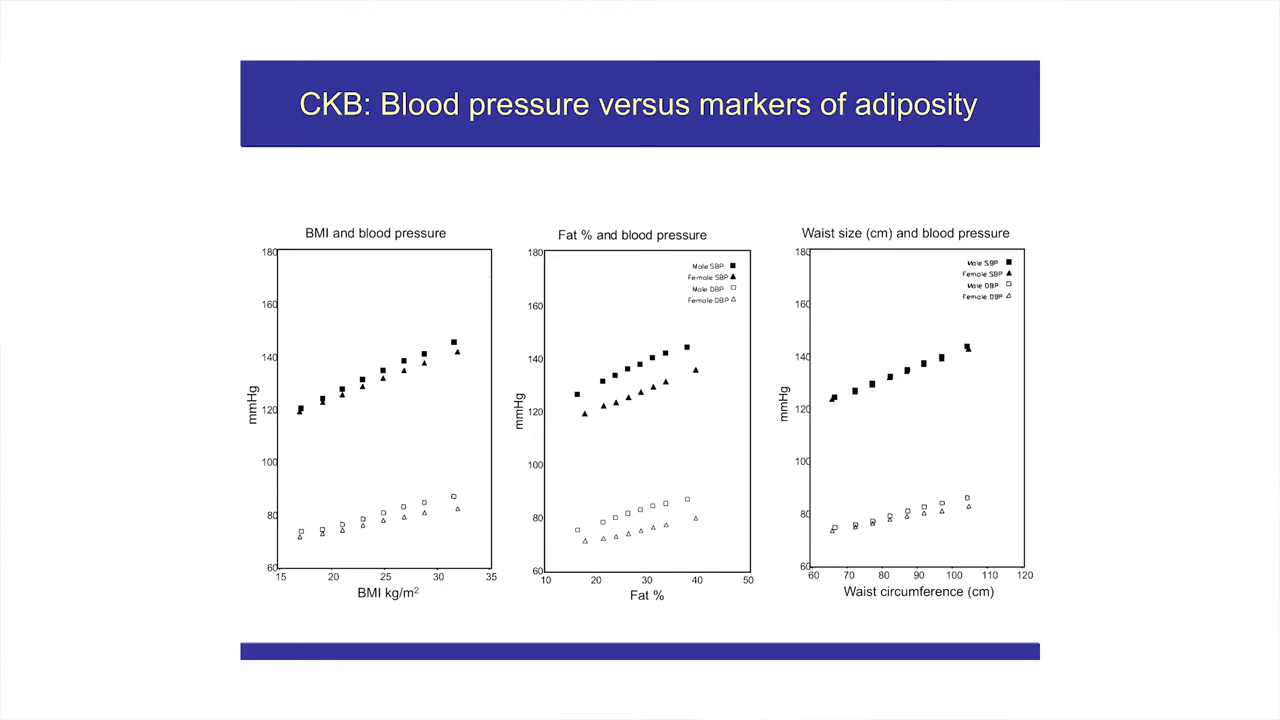 CKB: Blood pressure versus markers of adiposity
BMI and blood pressure
180
160
140
120
100
80
60
mmHg
15 20 25 30 35
BMI kg/m²
Fat % and blood pressure
Male SBP
Female SBP
Male DBP
Female DBP
180
160
140
120
100
80
60
mmHg
10 20 30 40 50
Fat %
Waist size (cm) and blood pressure
Male SBP
Female SBP
Male DBP
Female DBP
180
160
140
120
100
80
60
mmHg
60 70 80 90 100 110 120
Waist circumference (cm)